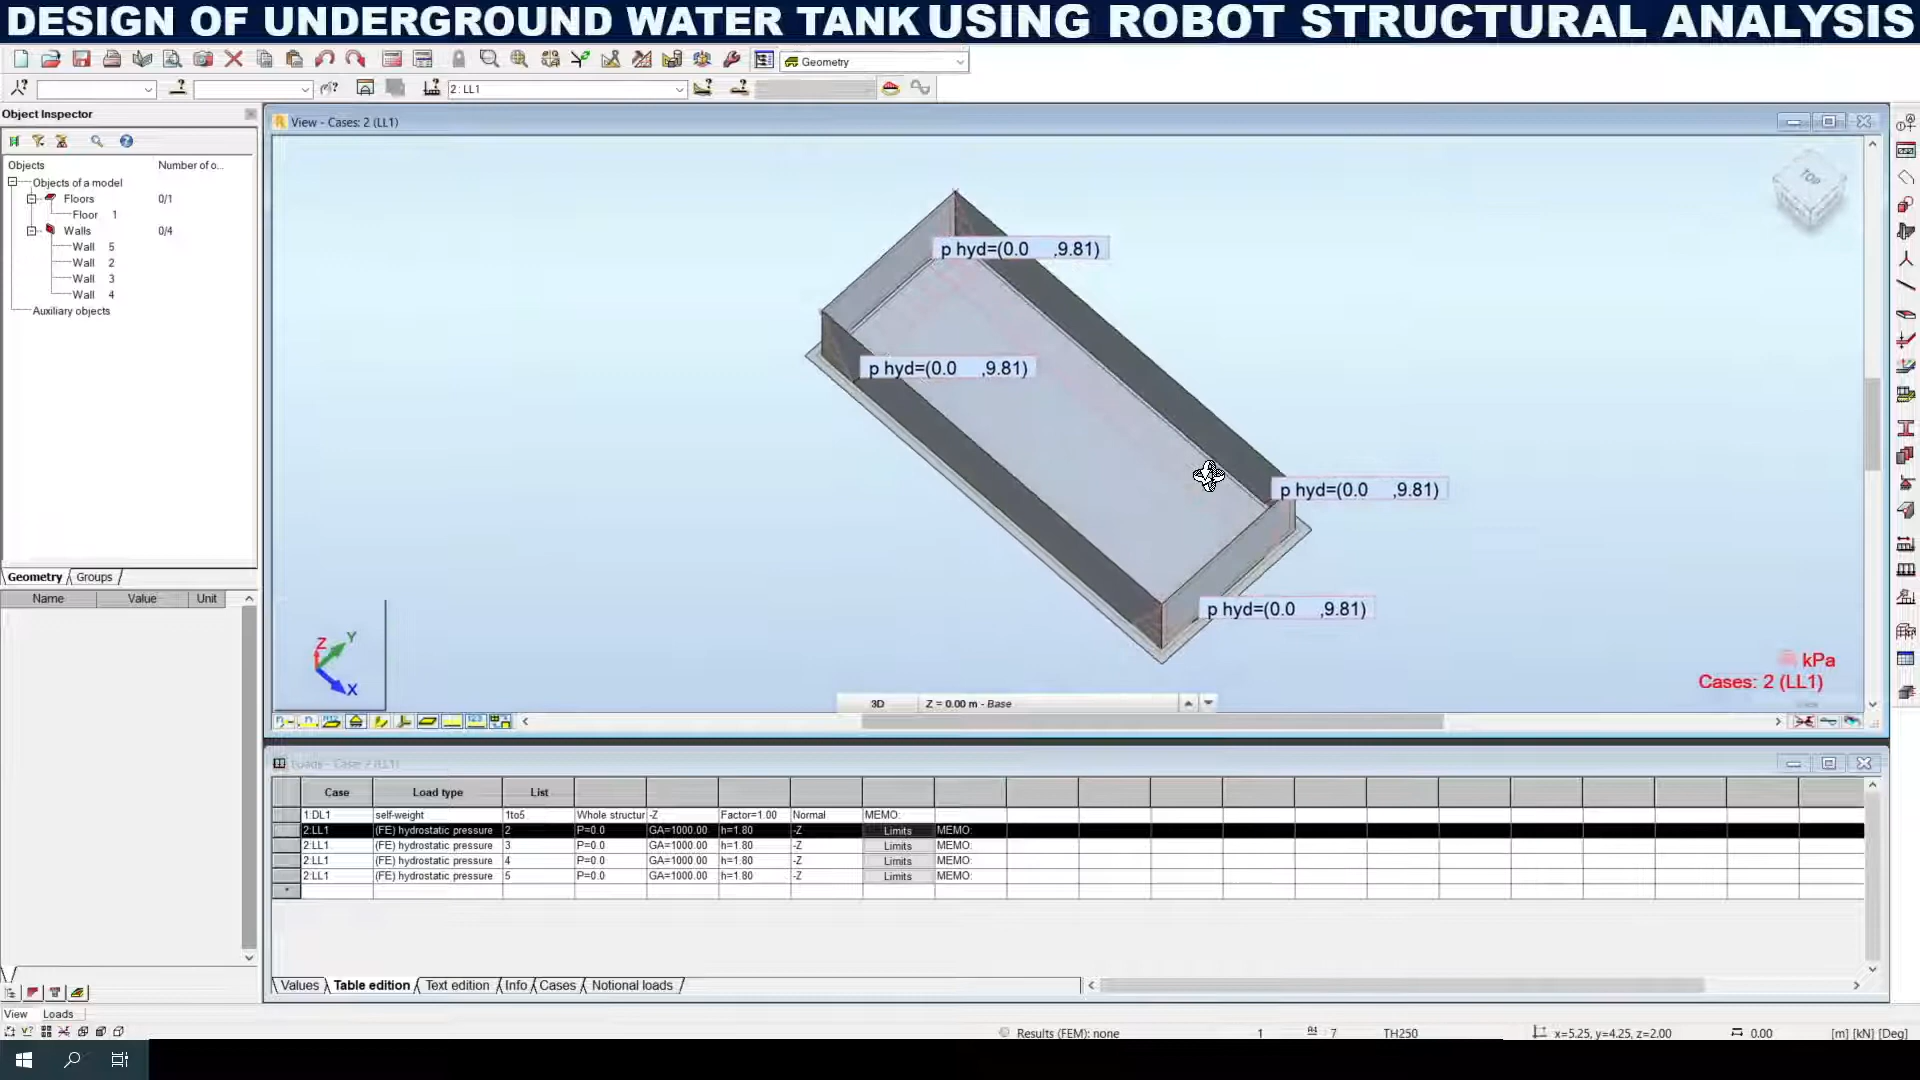 DESIGN OF UNDERGROUND WATER TANK USING ROBOT STRUCTURAL ANALYSIS
Geometry
2: LL1
Object Inspector
View - Cases: 2 (LL1)
Objects Number of o...
Objects of a model
Floors 0/1
Floor 1
Walls 0/4
Wall 5
Wall 2
Wall 3
Wall 4
Auxiliary objects
TOP
p hyd=(0.0 ,9.81)
p hyd=(0.0 ,9.81)
p hyd=(0.0 ,9.81)
p hyd=(0.0 ,9.81)
Geometry Groups
Name Value Unit
Z Y X
kPa
Cases: 2 (LL1)
3D Z = 0.00 m - Base
Loads - Case: 2 (LL1)
Case Load type List
1:DL1 self-weight 1to5 Whole structur -Z Factor=1.00 Normal MEMO:
2:LL1 (FE) hydrostatic pressure 2 P=0.0 GA=1000.00 h=1.80 -Z Limits MEMO:
2:LL1 (FE) hydrostatic pressure 3 P=0.0 GA=1000.00 h=1.80 -Z Limits MEMO:
2:LL1 (FE) hydrostatic pressure 4 P=0.0 GA=1000.00 h=1.80 -Z Limits MEMO:
2:LL1 (FE) hydrostatic pressure 5 P=0.0 GA=1000.00 h=1.80 -Z Limits MEMO:
*
Values Table edition Text edition Info Cases Notional loads
View Loads
Results (FEM): none 1 7 TH250 x=5.25, y=4.25, z=2.00 0.00 [m] [kN] [Deg]